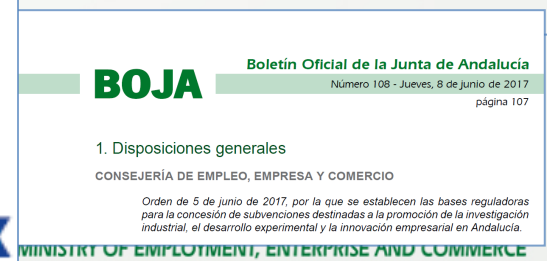 Boletín Oficial de la Junta de Andalucía
BOJA
Número 108 - Jueves, 8 de junio de 2017
página 107
1. Disposiciones generales
CONSEJERÍA DE EMPLEO, EMPRESA Y COMERCIO
Orden de 5 de junio de 2017, por la que se establecen las bases reguladoras
para la concesión de subvenciones destinadas a la promoción de la investigación
industrial, el desarrollo experimental y la innovación empresarial en Andalucía.
MINISTRY OF EMPLOYMENT, ENTERPRISE AND COMMERCE